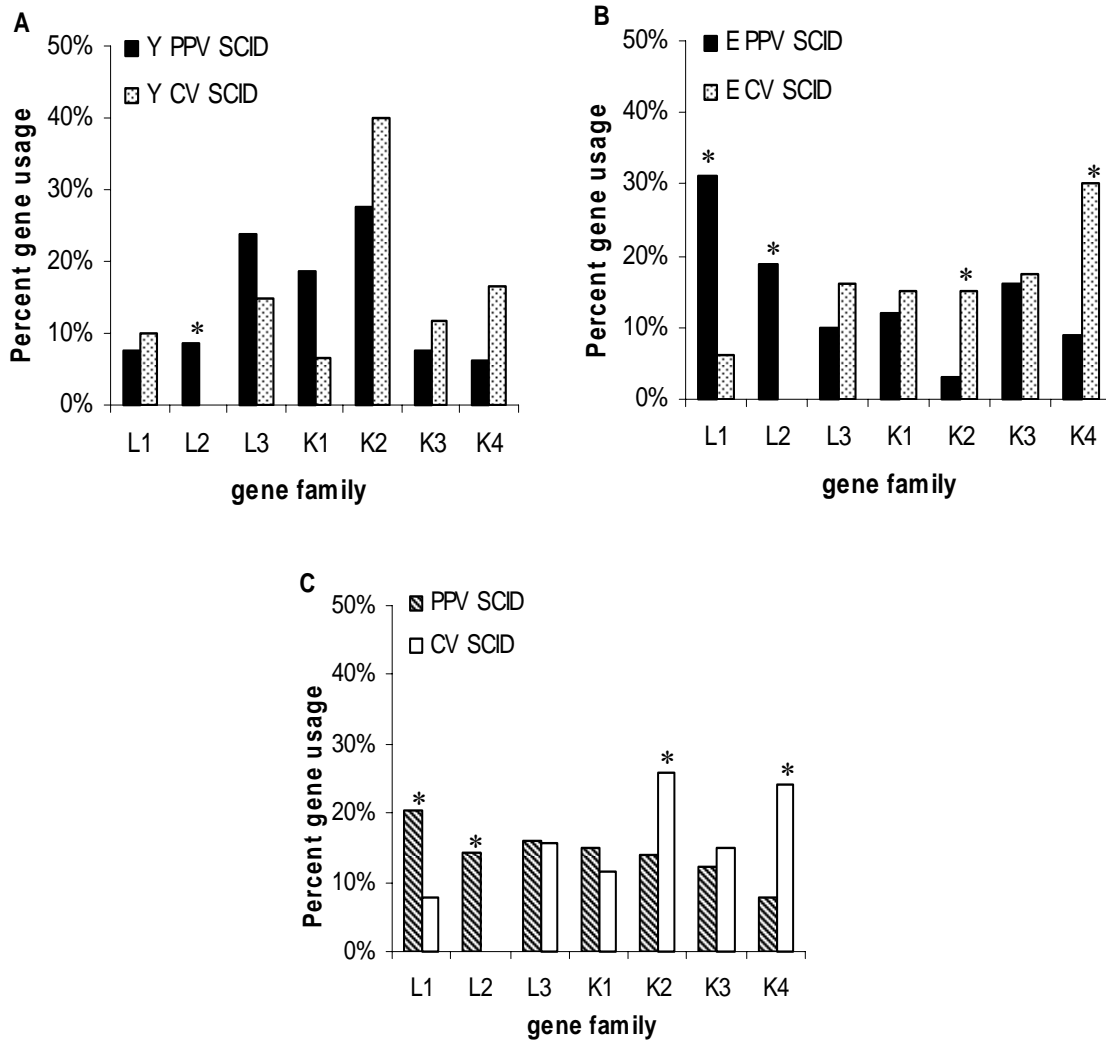 A
Y PPV SCID
Y CV SCID
Percent gene usage
50%
40%
30%
20%
10%
0%
*
L1 L2 L3 K1 K2 K3 K4
gene family
B
E PPV SCID
E CV SCID
Percent gene usage
50%
40%
30%
20%
10%
0%
* * * *
L1 L2 L3 K1 K2 K3 K4
gene family
C
PPV SCID
CV SCID
Percent gene usage
50%
40%
30%
20%
10%
0%
* * * *
L1 L2 L3 K1 K2 K3 K4
gene family